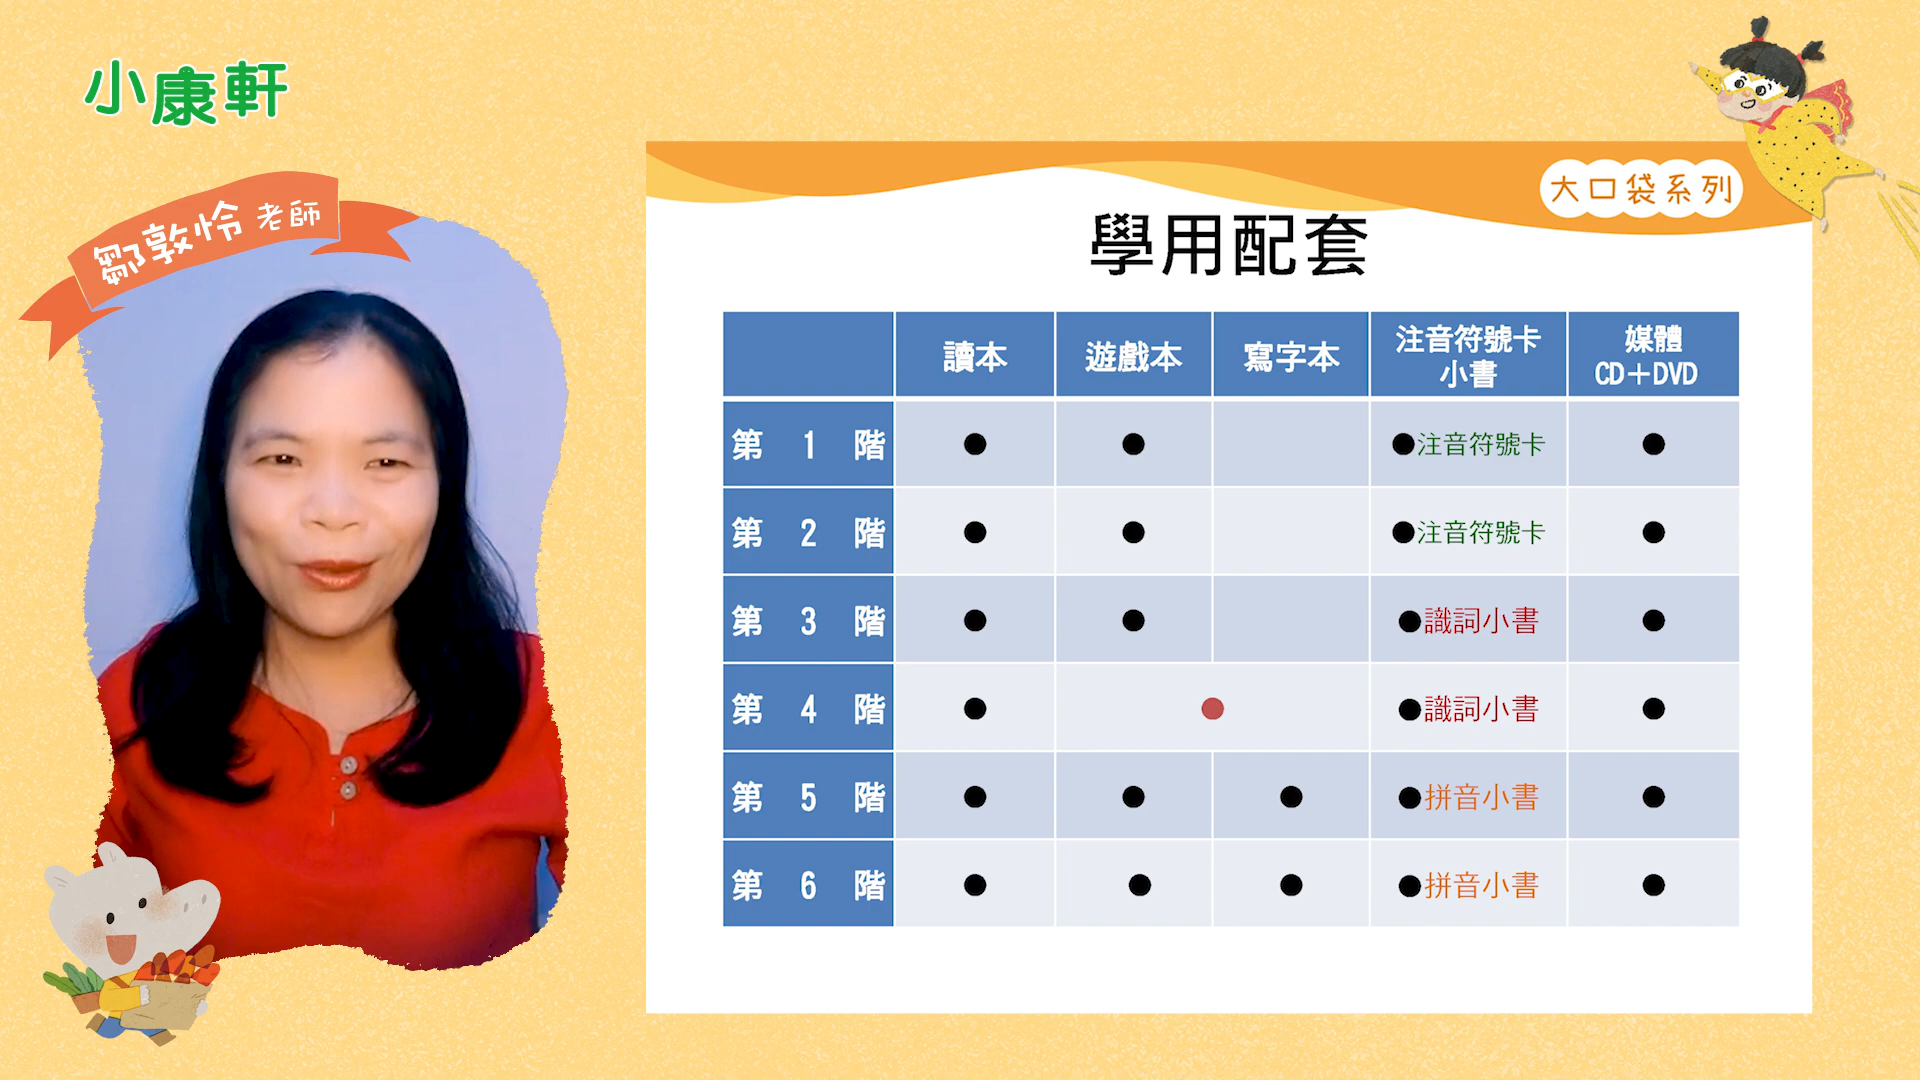 小康軒
鄒敦怜 老師
大口袋系列
學用配套
讀本 遊戲本 寫字本 注音符號卡 小書 媒體 CD+DVD
第 1 階 ● ● ●注音符號卡 ●
第 2 階 ● ● ●注音符號卡 ●
第 3 階 ● ● ●識詞小書 ●
第 4 階 ● ● ●識詞小書 ●
第 5 階 ● ● ● ●拼音小書 ●
第 6 階 ● ● ● ●拼音小書 ●